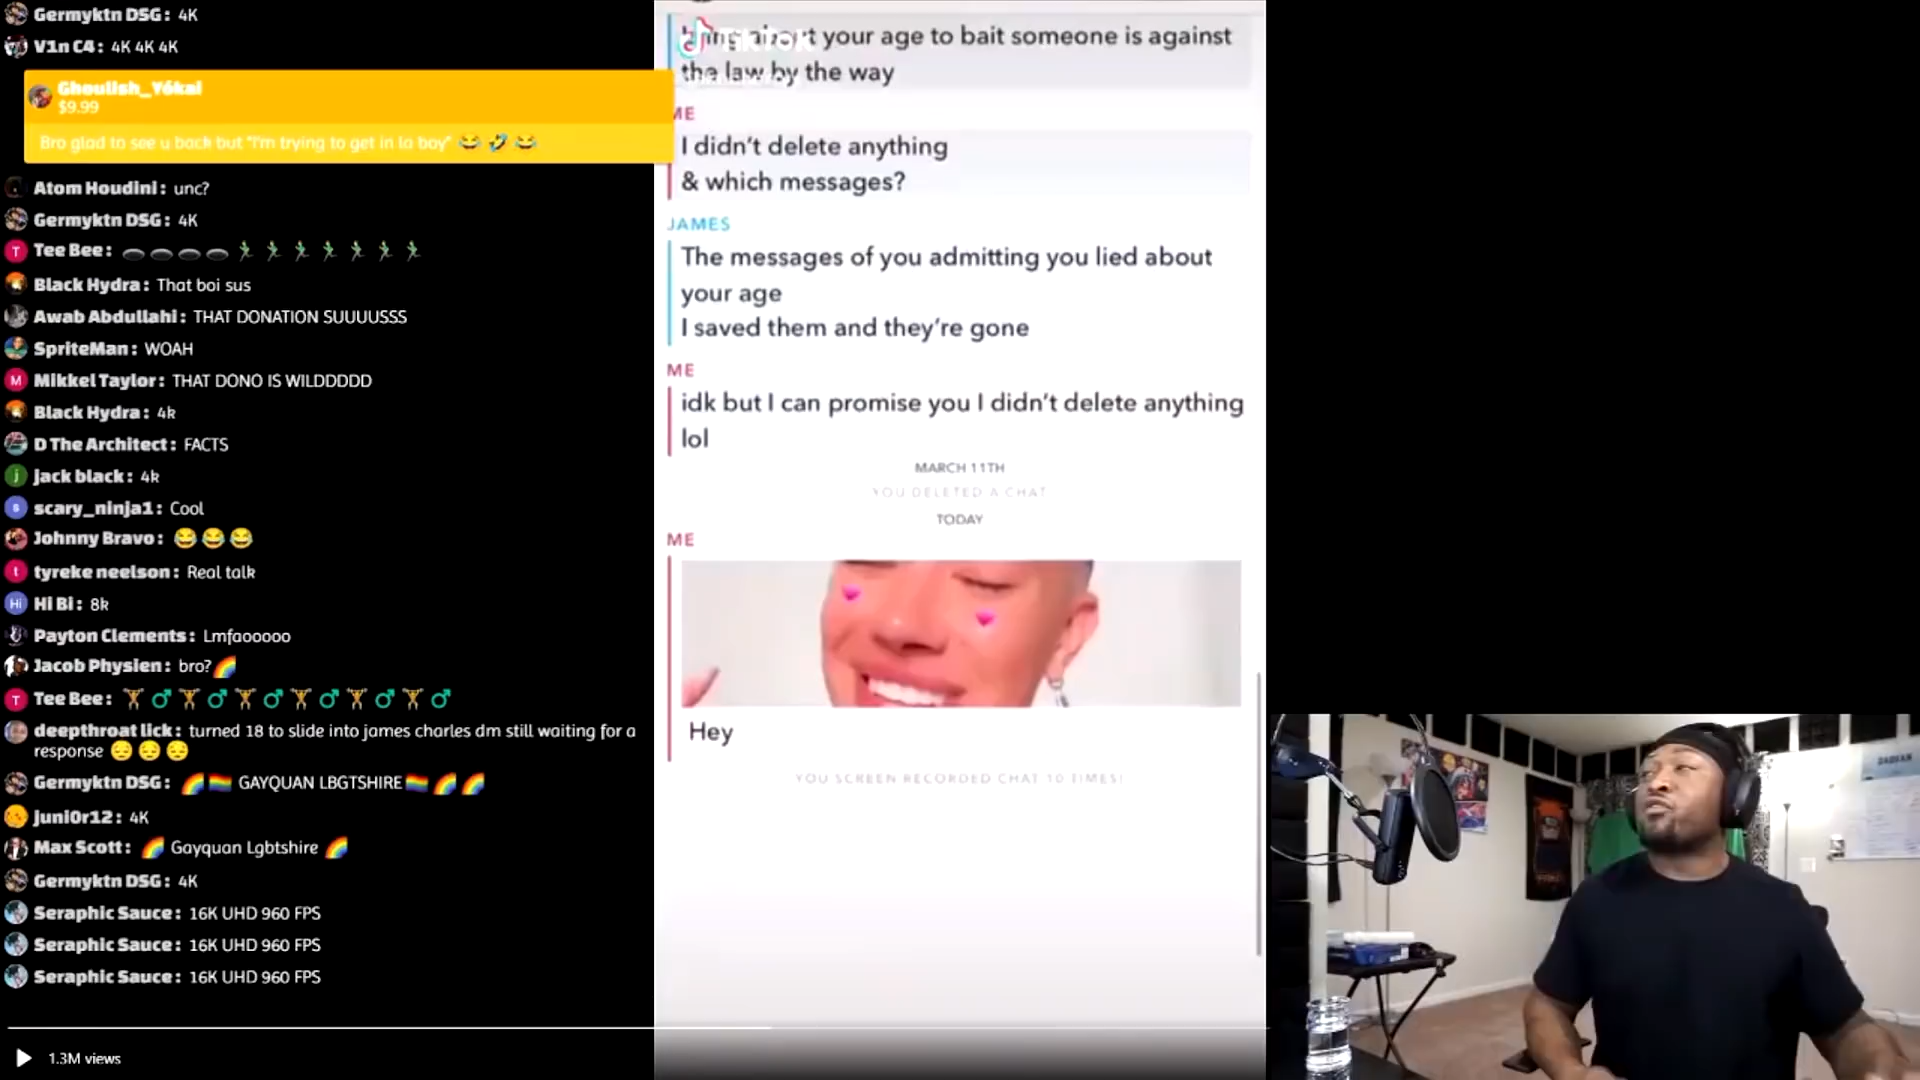 Germyktn DSG: 4K
V1n C4: 4K 4K 4K
Ghoulish_Yókai
$9.99
Bro glad to see u back but "I'm trying to get in la boy" 😂 🤣 😂
Atom Houdini: unc?
Germyktn DSG: 4K
Tee Bee:
Black Hydra: That boi sus
Awab Abdullahi: THAT DONATION SUUUUSSS
SpriteMan: WOAH
Mikkel Taylor: THAT DONO IS WILDDDDD
Black Hydra: 4k
D The Architect: FACTS
jack black: 4k
scary_ninja1: Cool
Johnny Bravo: 😂 😂 😂
tyreke neelson: Real talk
Hi Bi: 8k
Payton Clements: Lmfaooooo
Jacob Physien: bro? 🌈
Tee Bee:
deepthroat lick: turned 18 to slide into james charles dm still waiting for a
response 😔 😔 😔
Germyktn DSG: 🌈 🏳️‍🌈 GAYQUAN LBGTSHIRE 🏳️‍🌈 🌈 🌈
juni0r12: 4K
Max Scott: 🌈 Gayquan Lgbtshire 🌈
Germyktn DSG: 4K
Seraphic Sauce: 16K UHD 960 FPS
Seraphic Sauce: 16K UHD 960 FPS
Seraphic Sauce: 16K UHD 960 FPS
1.3M views
TikTok
your age to bait someone is against
the law by the way
ME
I didn't delete anything
& which messages?
JAMES
The messages of you admitting you lied about
your age
I saved them and they're gone
ME
idk but I can promise you I didn't delete anything
lol
MARCH 11TH
YOU DELETED A CHAT
TODAY
ME
Hey
YOU SCREEN RECORDED CHAT 10 TIMES!